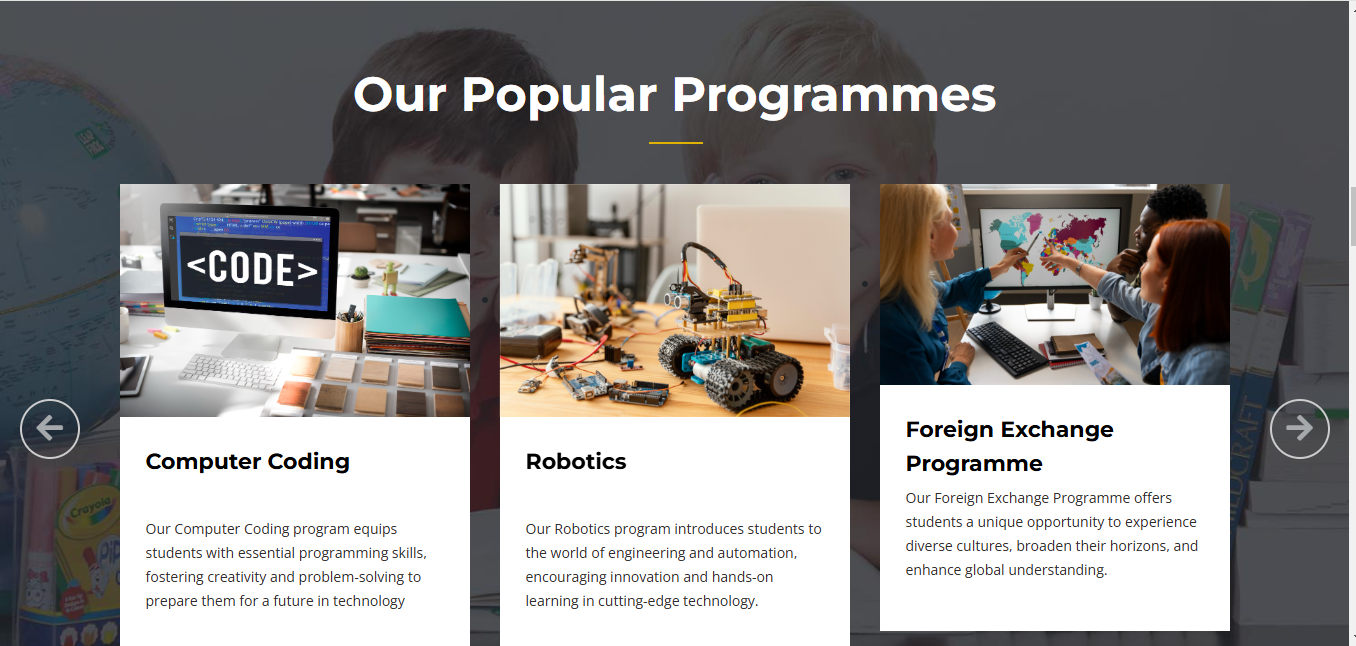 Our Popular Programmes
<CODE>
Computer Coding
Our Computer Coding program equips
students with essential programming skills,
fostering creativity and problem-solving to
prepare them for a future in technology
Robotics
Our Robotics program introduces students to
the world of engineering and automation,
encouraging innovation and hands-on
learning in cutting-edge technology.
Foreign Exchange
Programme
Our Foreign Exchange Programme offers
students a unique opportunity to experience
diverse cultures, broaden their horizons, and
enhance global understanding.
Crayola